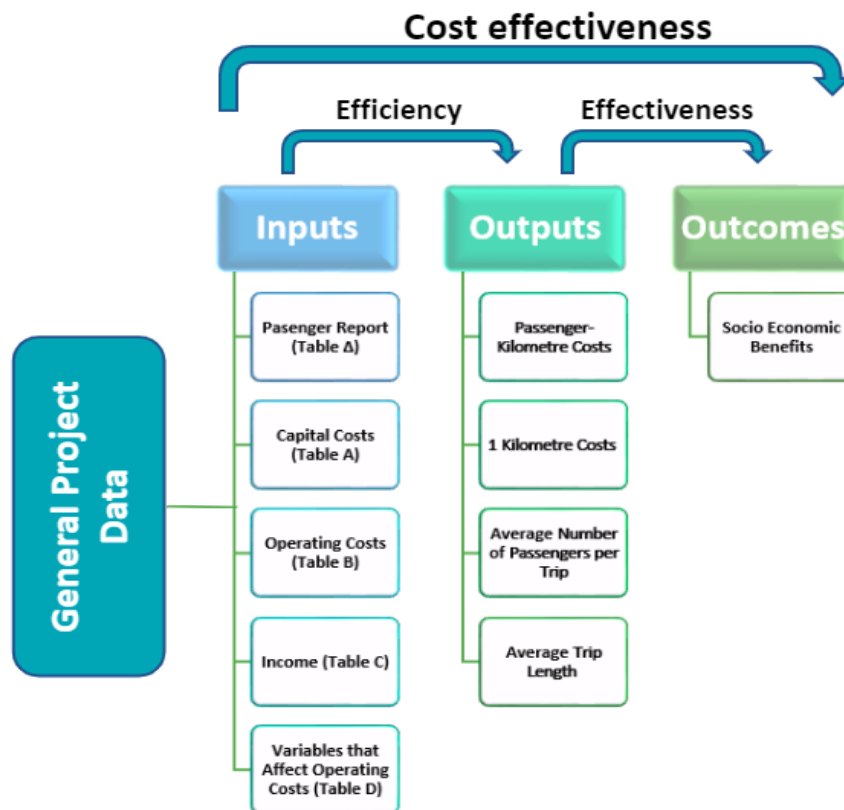 Cost effectiveness
Efficiency
Effectiveness
Inputs
Outputs
Outcomes
General Project
Data
Pasenger Report
(Table Δ)
Capital Costs
(Table A)
Operating Costs
(Table B)
Income (Table C)
Variables that
Affect Operating
Costs (Table D)
Passenger-
Kilometre Costs
1 Kilometre Costs
Average Number
of Passengers per
Trip
Average Trip
Length
Socio Economic
Benefits